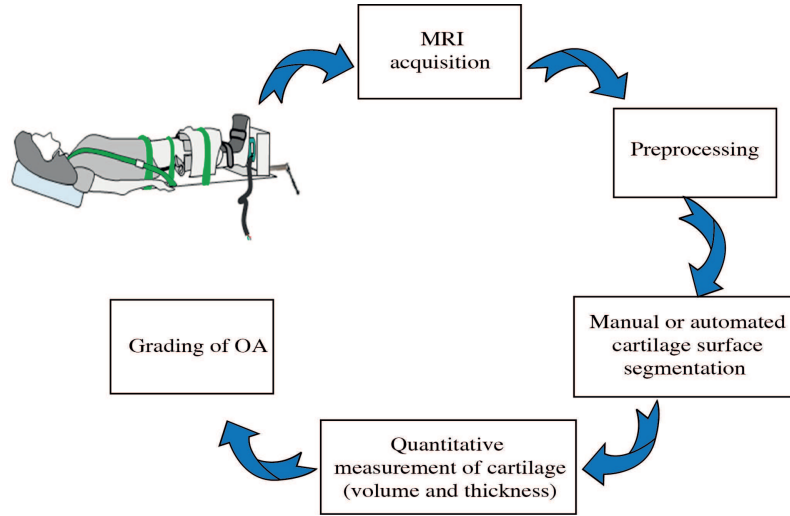 MRI
acquisition
Preprocessing
Manual or automated
cartilage surface
segmentation
Quantitative
measurement of cartilage
(volume and thickness)
Grading of OA